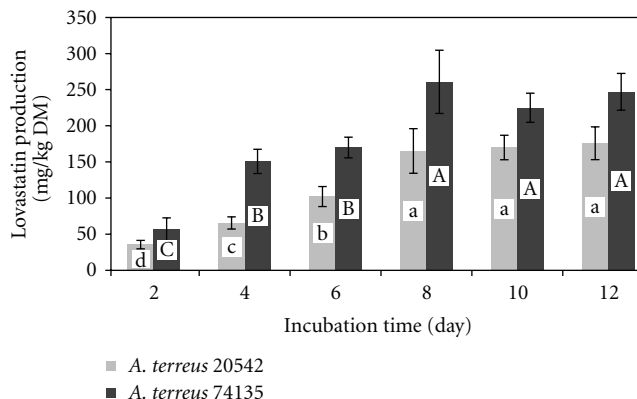 Lovastatin production
(mg/kg DM)
350
300
250
200
150
100
50
0
d
C
c
B
b
B
a
A
a
A
a
A
2 4 6 8 10 12
Incubation time (day)
A. terreus 20542
A. terreus 74135